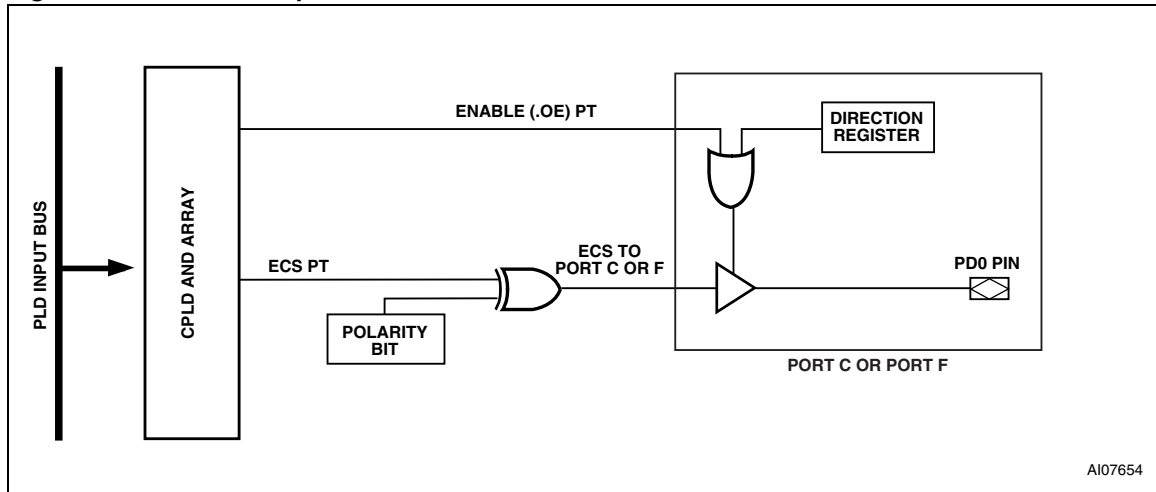 ENABLE (.OE) PT
DIRECTION
REGISTER
PLD INPUT BUS
CPLD AND ARRAY
ECS PT
ECS TO
PORT C OR F
PD0 PIN
POLARITY
BIT
PORT C OR PORT F
AI07654